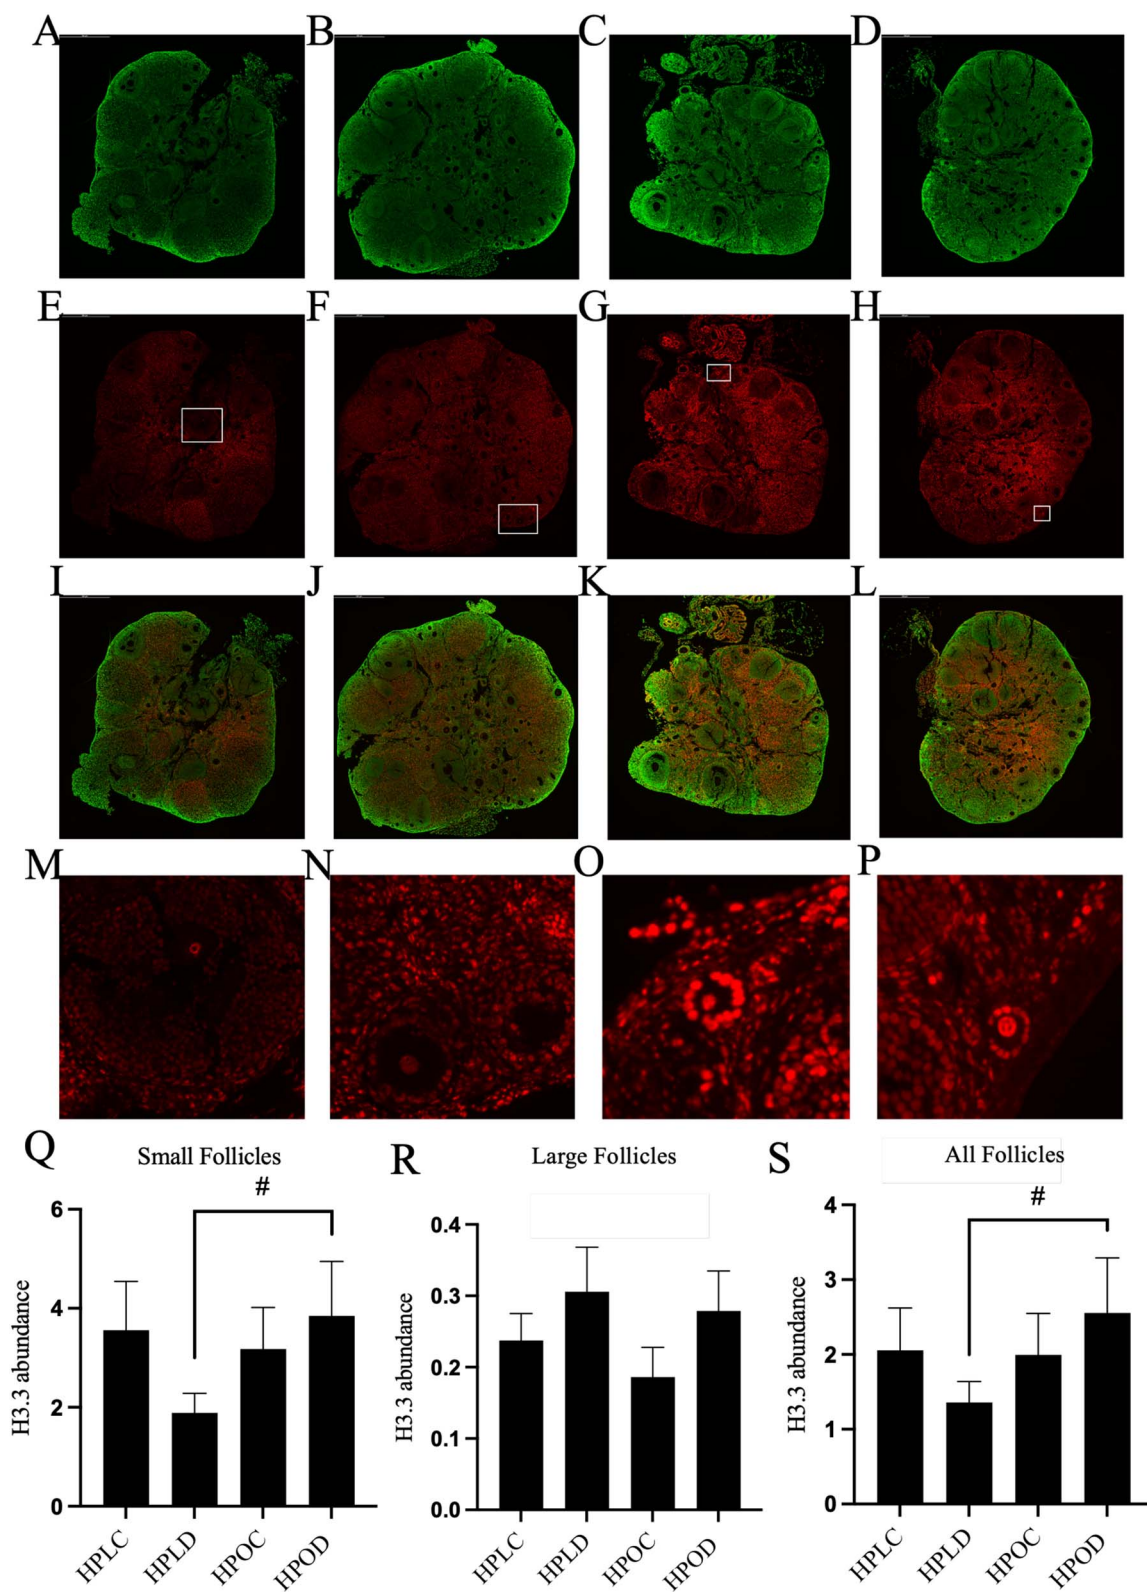 A B C D
E F G H
I J K L
M N O P
Q Small Follicles R Large Follicles S All Follicles
# #
H3.3 abundance
6
4
2
0
HPLC HPLD HPOC HPOD
H3.3 abundance
0.4
0.3
0.2
0.1
0.0
HPLC HPLD HPOC HPOD
H3.3 abundance
4
3
2
1
0
HPLC HPLD HPOC HPOD